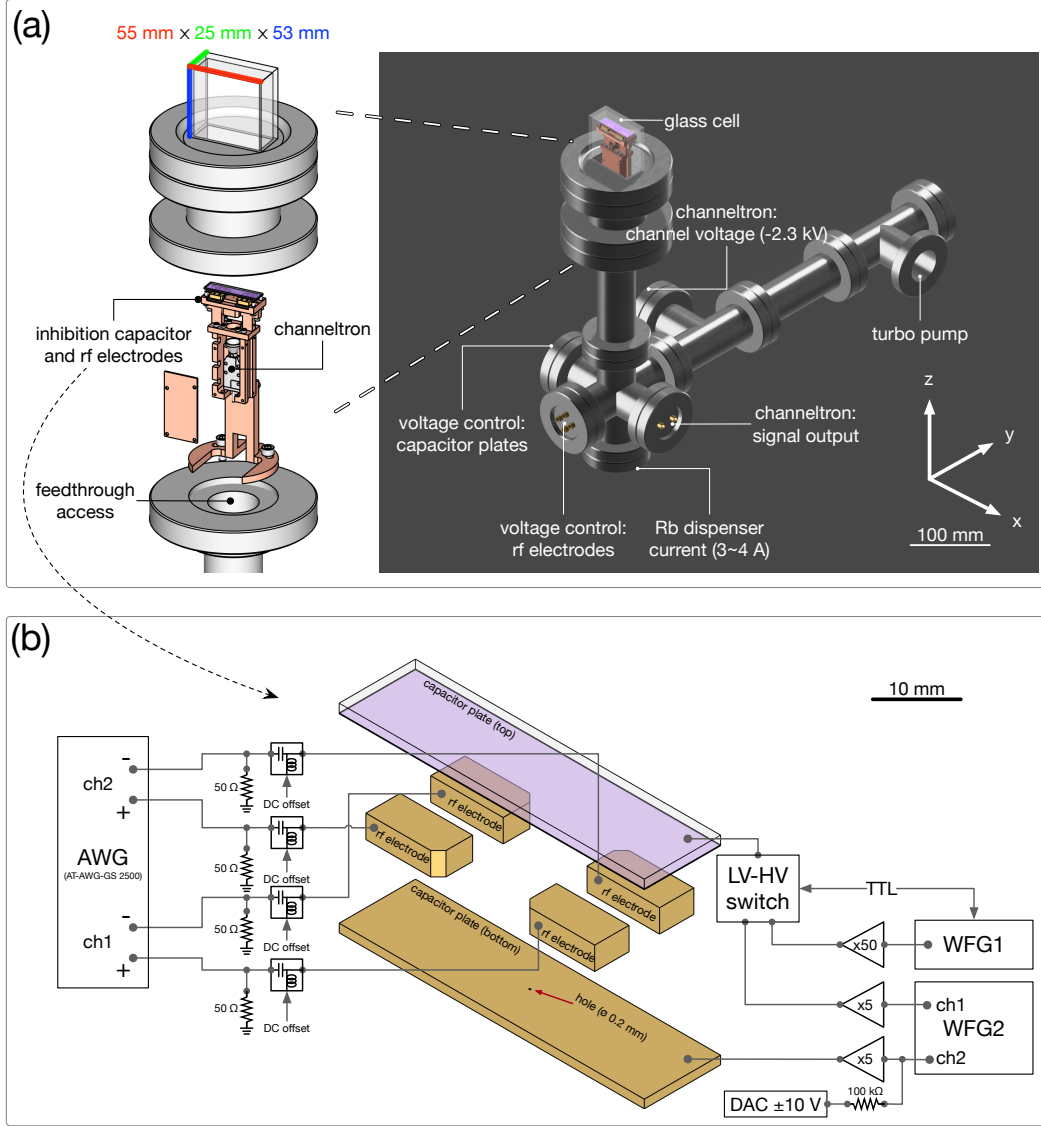 (a)
55 mm x 25 mm x 53 mm
glass cell
channeltron:
channel voltage (-2.3 kV)
inhibition capacitor
and rf electrodes
channeltron
turbo pump
voltage control:
capacitor plates
channeltron:
signal output
z
y
x
100 mm
feedthrough
access
voltage control:
rf electrodes
Rb dispenser
current (3~4 A)
(b)
10 mm
capacitor plate (top)
-
ch2
+
50 Ω
DC offset
rf electrode
rf electrode
50 Ω
DC offset
AWG
(AT-AWG-GS 2500)
-
ch1
+
50 Ω
DC offset
rf electrode
rf electrode
50 Ω
DC offset
capacitor plate (bottom)
hole (ø 0.2 mm)
LV-HV
switch
TTL
x50
WFG1
x5
ch1
WFG2
x5
ch2
100 kΩ
DAC ±10 V